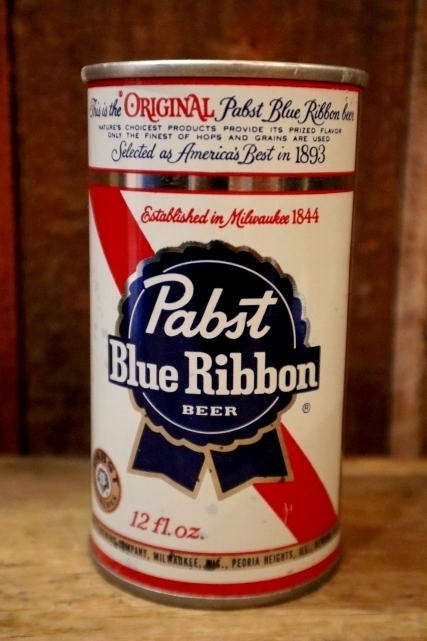 This is the "ORIGINAL Pabst Blue Ribbon beer
NATURE'S CHOICEST PRODUCTS PROVIDE ITS PRIZED FLAVOR
ONLY THE FINEST OF HOPS AND GRAINS ARE USED
Selected as America's Best in 1893
Established in Milwaukee 1844
Pabst
Blue Ribbon
BEER
®
12 fl. oz.
COMPANY, MILWAUKEE, WIS., PEORIA HEIGHTS, ILL.